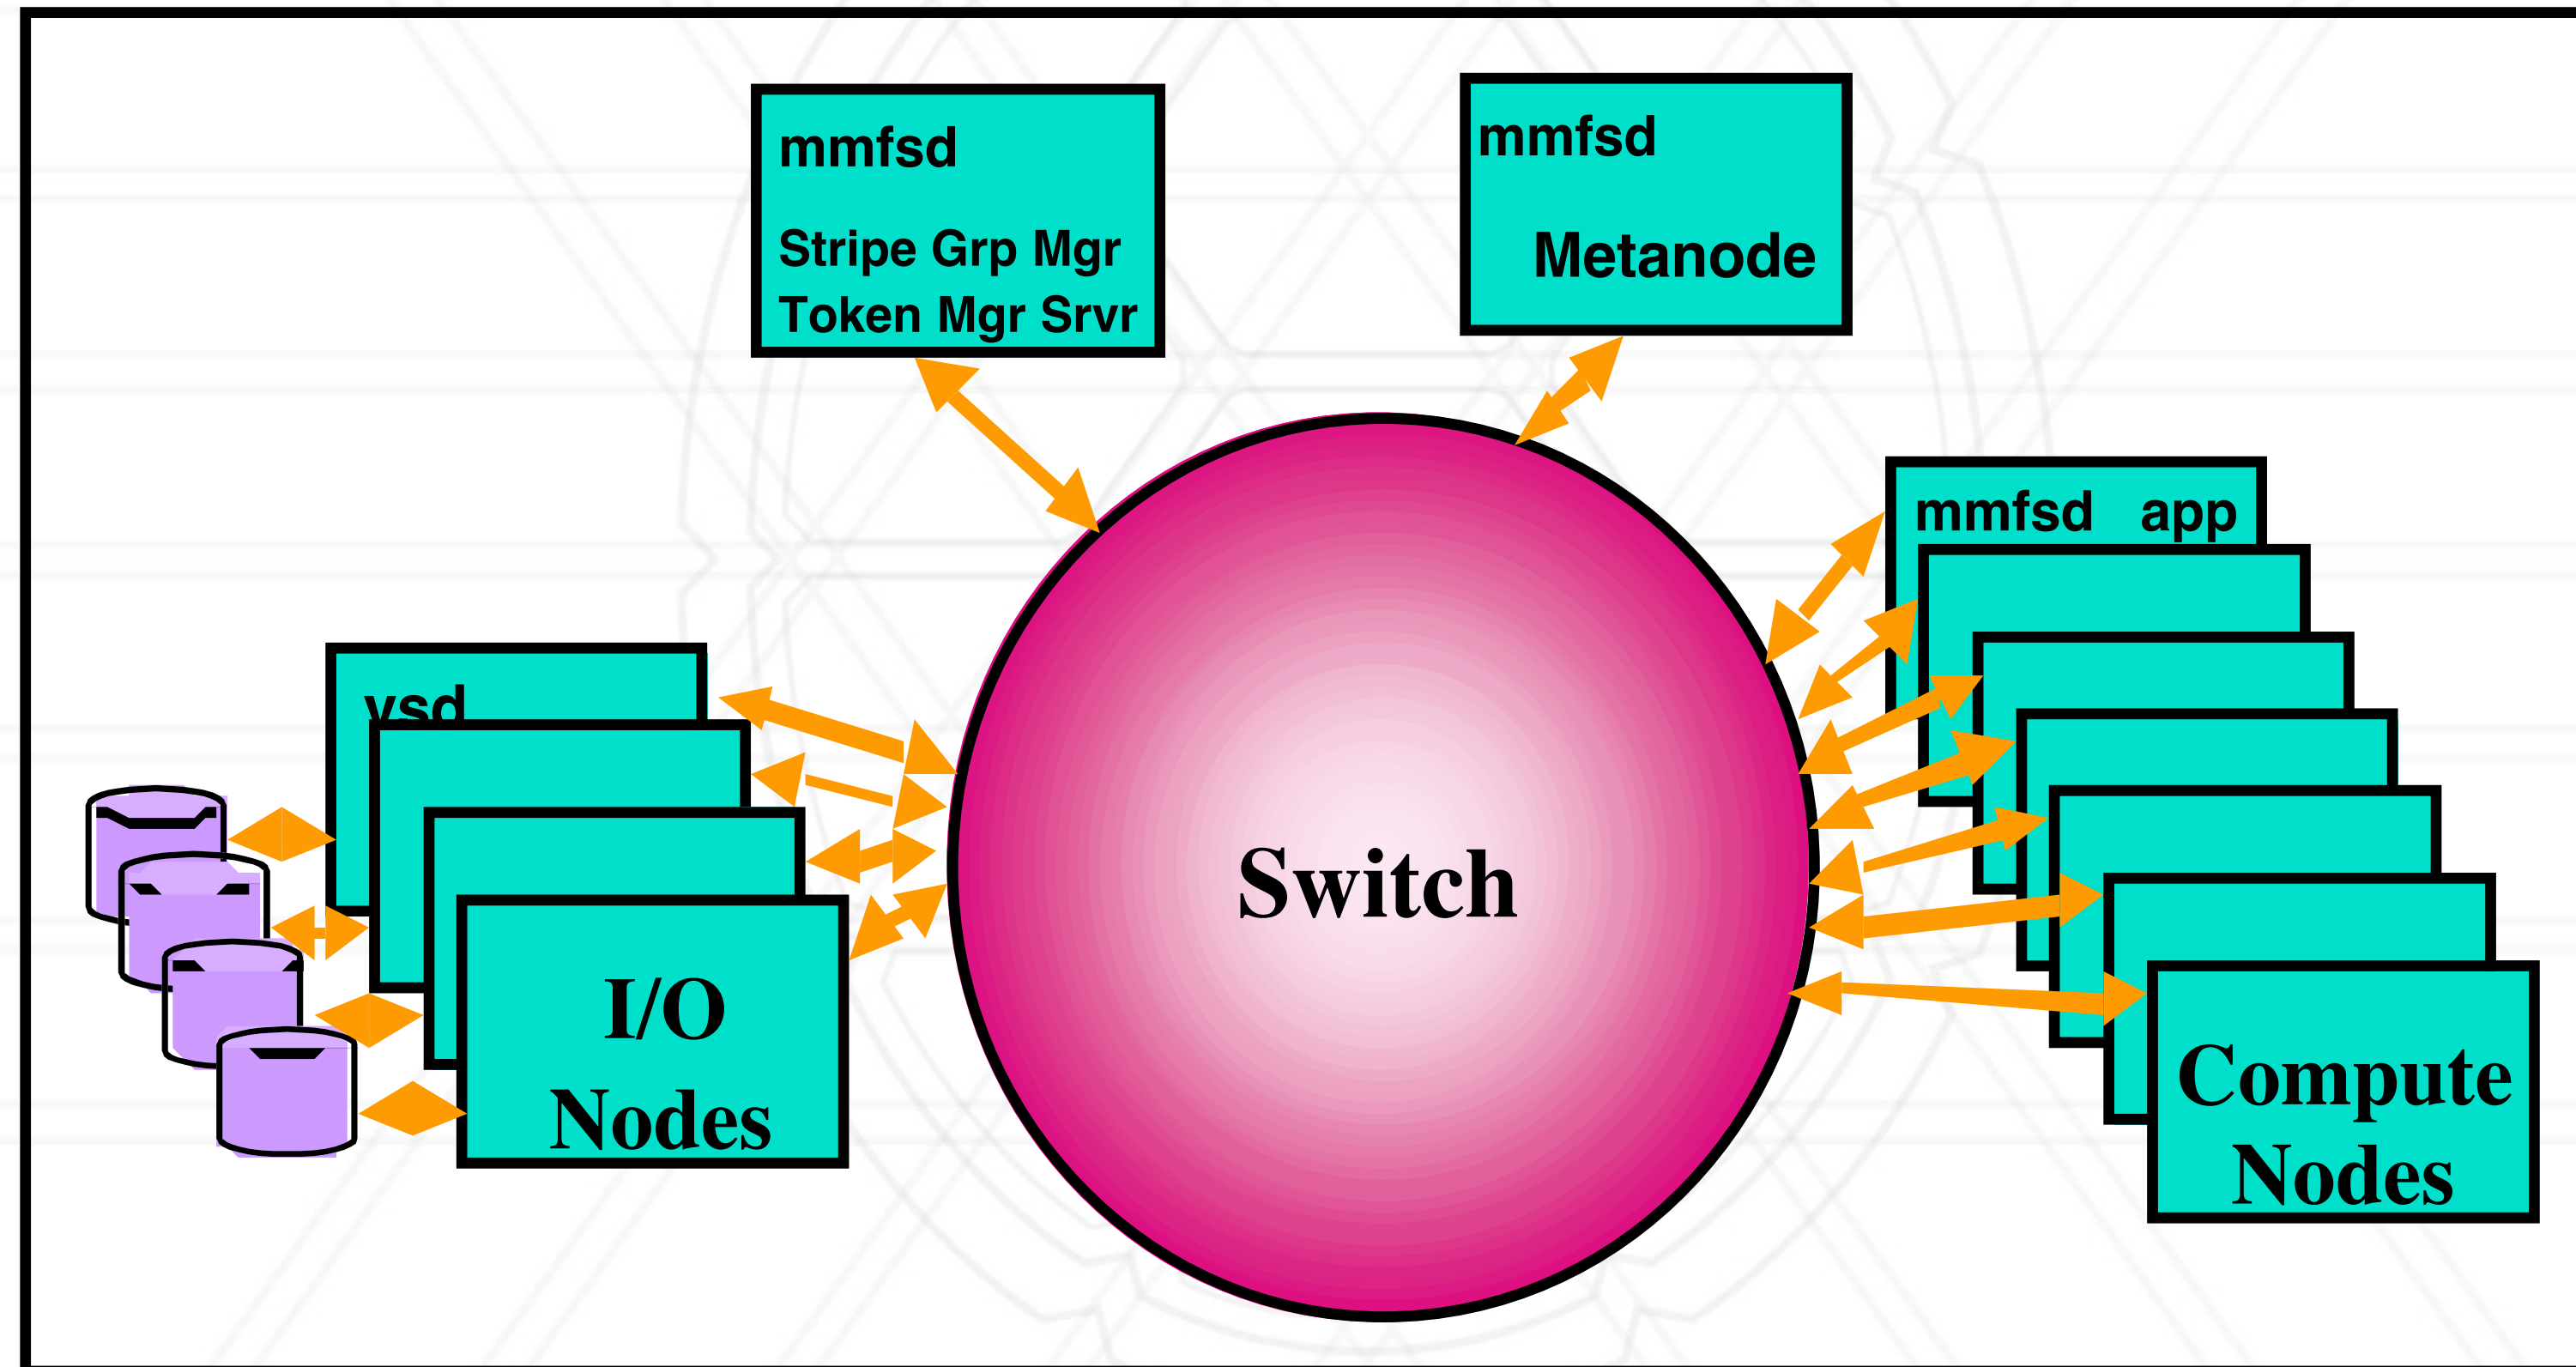 mmfsd
Stripe Grp Mgr
Token Mgr Srvr
mmfsd
Metanode
mmfsd app
vsd
Switch
I/O
Nodes
Compute
Nodes